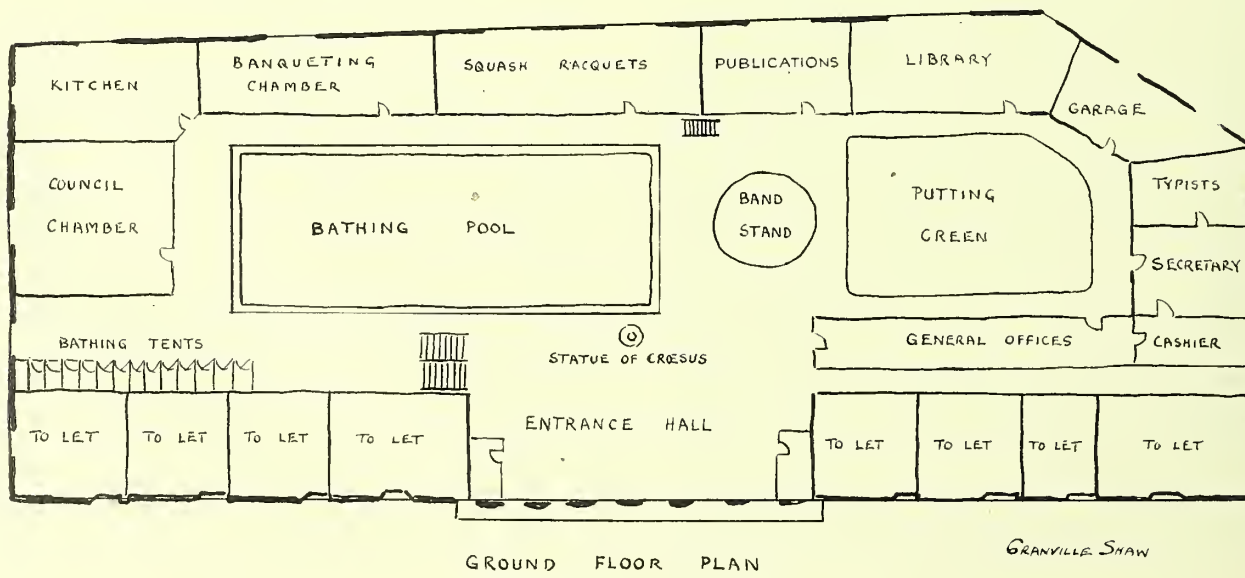 KITCHEN
BANQUETING
CHAMBER
SQUASH RACQUETS
PUBLICATIONS
LIBRARY
GARAGE
COUNCIL
CHAMBER
BATHING POOL
BAND
STAND
PUTTING
GREEN
TYPISTS
SECRETARY
BATHING TENTS
STATUE OF CRŒSUS
GENERAL OFFICES
CASHIER
ENTRANCE HALL
TO LET
TO LET
TO LET
TO LET
TO LET
TO LET
TO LET
TO LET
GROUND FLOOR PLAN
GRANVILLE SHAW